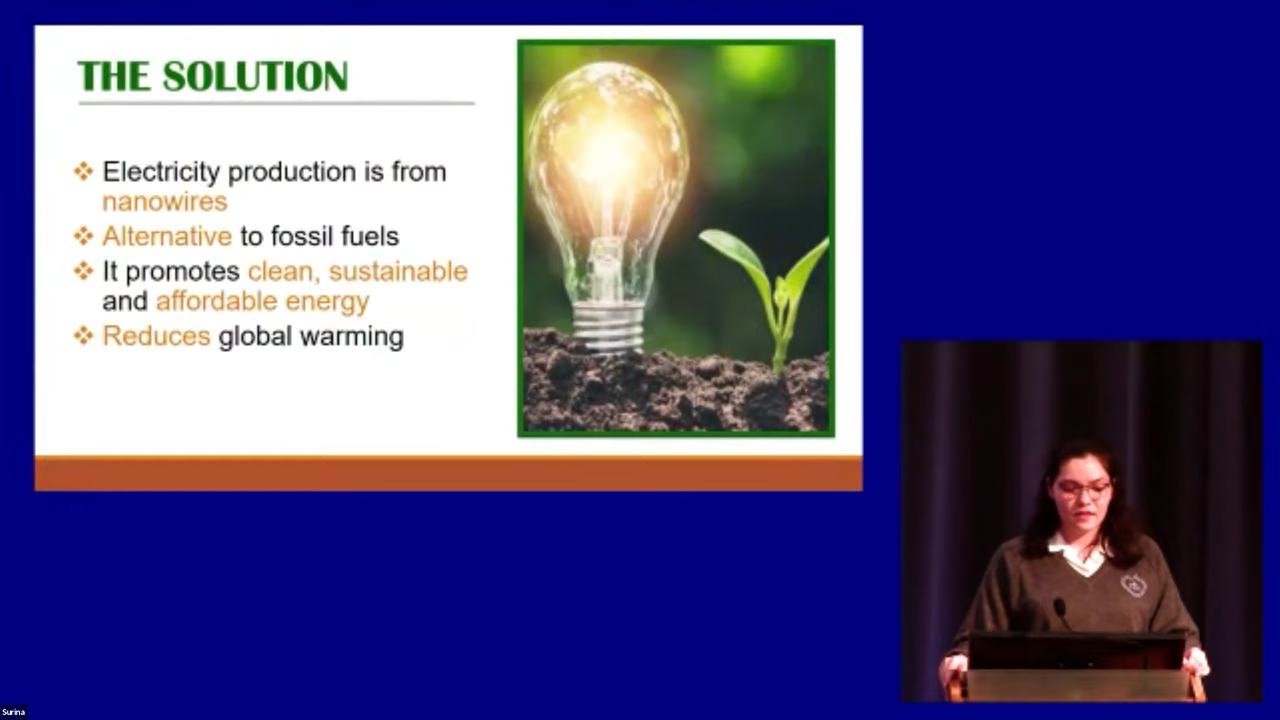 THE SOLUTION
❖ Electricity production is from
nanowires
❖ Alternative to fossil fuels
❖ It promotes clean, sustainable
and affordable energy
❖ Reduces global warming
Surina